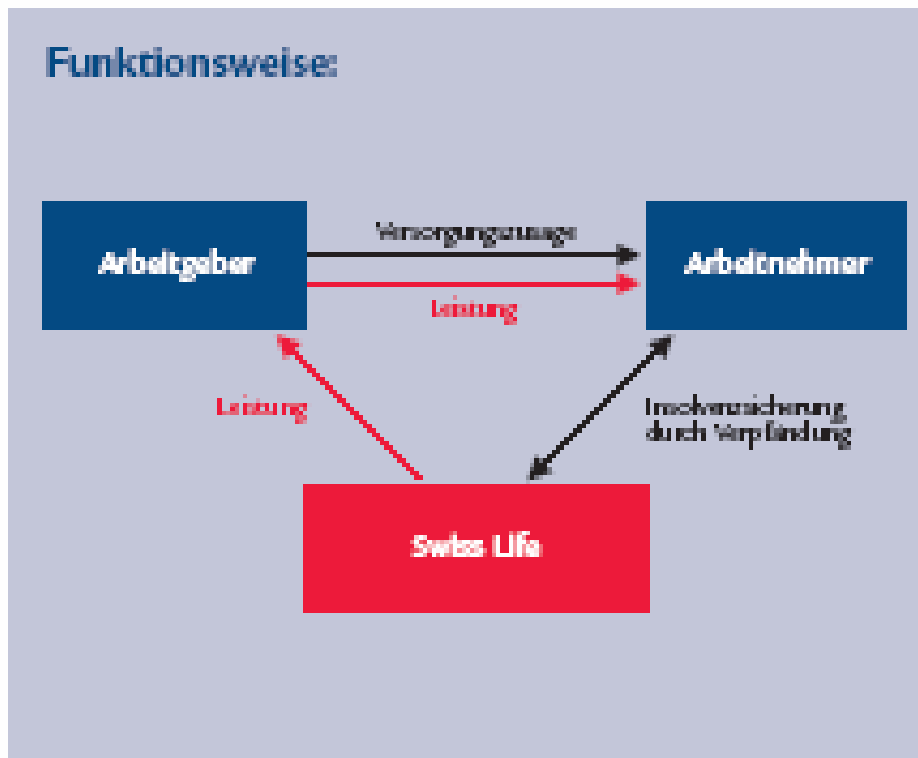 Funktionsweise:
Versorgungszusage
Arbeitgeber
Arbeitnehmer
Leistung
Leistung
Insolvenzsicherung
durch Verpfändung
Swiss Life